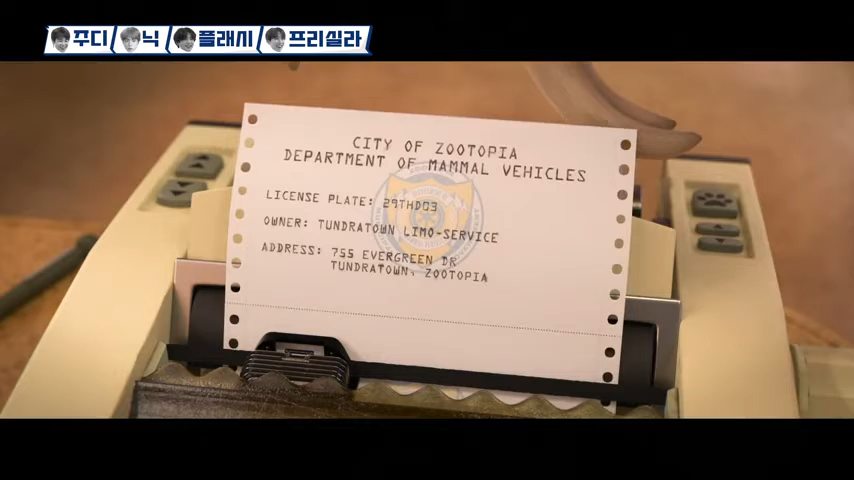 주디 닉 플래시 프리실라
CITY OF ZOOTOPIA
DEPARTMENT OF MAMMAL VEHICLES
LICENSE PLATE: 29THD03
OWNER: TUNDRATOWN LIMO-SERVICE
ADDRESS: 755 EVERGREEN DR
TUNDRATOWN, ZOOTOPIA